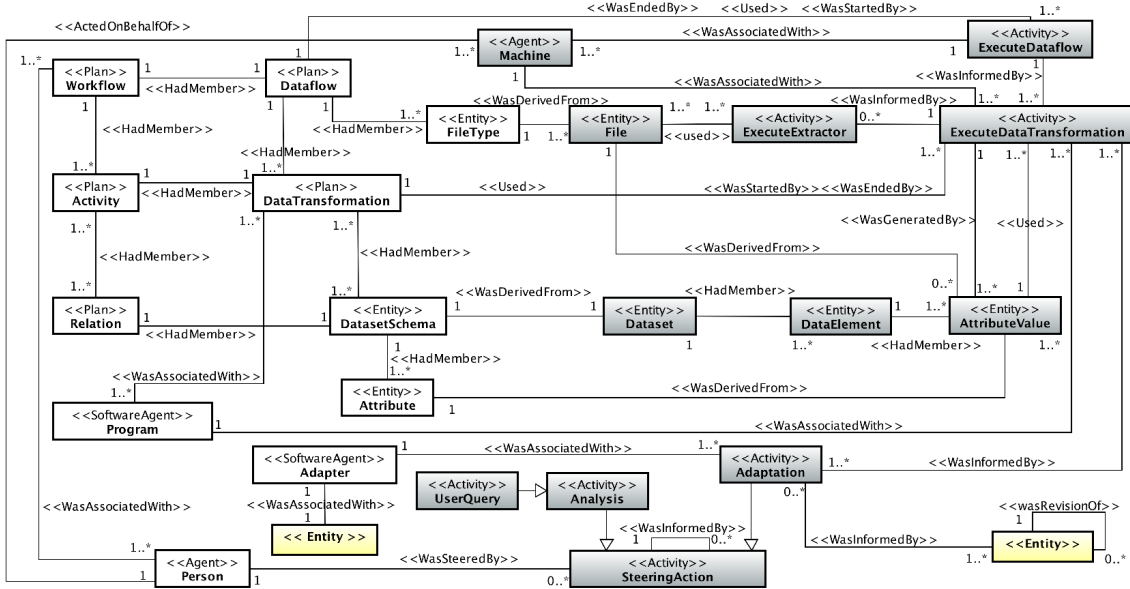 <<WasEndedBy>> <<Used>> <<WasStartedBy>>
1..*
<<ActedOnBehalfOf>>
<<Agent>>
Machine
<<WasAssociatedWith>>
<<Activity>>
ExecuteDataflow
1..* 1..* 1
1..*
<<Plan>>
Workflow
1 1
<<HadMember>>
1
<<Plan>>
Dataflow
1
<<WasAssociatedWith>>
<<WasInformedBy>>
1
1 1 1
<<WasDerivedFrom>>
<<WasInformedBy>>
1..* 1..*
<<HadMember>>
1..*
<<HadMember>>
<<Entity>>
FileType
1 1..*
<<Entity>>
File
1..* 1..*
<<used>>
<<Activity>>
ExecuteExtractor
0..* 1
<<Activity>>
ExecuteDataTransformation
<<HadMember>>
1..*
1..*
1
1..* 1 1..* 1..* 1..*
<<Plan>>
Activity
1 1
<<HadMember>>
<<Plan>>
DataTransformation
1
<<Used>>
<<WasStartedBy>> <<WasEndedBy>>
1..*
1..*
1..*
<<WasGeneratedBy>>
<<Used>>
<<HadMember>>
<<HadMember>>
<<WasDerivedFrom>>
1..*
1..*
0..* 1..* 1
<<Plan>>
Relation
1 1
<<HadMember>>
<<Entity>>
DatasetSchema
1 1
<<WasDerivedFrom>>
<<Entity>>
Dataset
1
<<HadMember>>
<<Entity>>
DataElement
1..*
1 1..*
<<HadMember>>
<<Entity>>
AttributeValue
1..*
1
<<HadMember>>
1..*
<<WasAssociatedWith>>
1..*
<<Entity>>
Attribute
1
<<WasDerivedFrom>>
<<SoftwareAgent>>
Program
1
<<WasAssociatedWith>>
<<SoftwareAgent>>
Adapter
1
<<WasAssociatedWith>>
1..*
<<Activity>>
Adaptation
1..*
<<WasInformedBy>>
1
<<WasAssociatedWith>>
1
<<Activity>>
UserQuery
<<Activity>>
Analysis
0..*
<<WasAssociatedWith>>
<<wasRevisionOf>>
1
<< Entity >>
<<WasInformedBy>>
1 0..*
<<WasInformedBy>>
1..*
<<Entity>>
0..*
1..*
<<Agent>>
Person
1 1
<<WasSteeredBy>>
0..*
<<Activity>>
SteeringAction